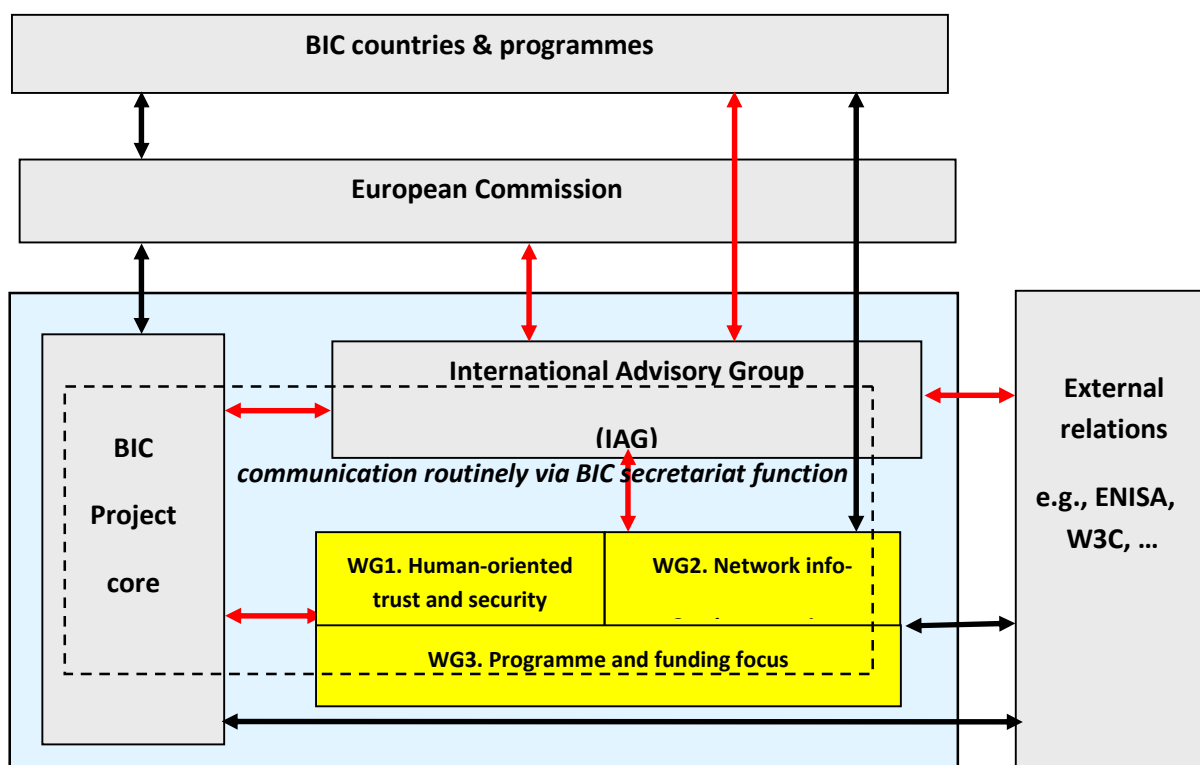 BIC countries & programmes
European Commission
International Advisory Group
(IAG)
communication routinely via BIC secretariat function
BIC
Project
core
WG1. Human-oriented
trust and security
WG2. Network info-
WG3. Programme and funding focus
External
relations
e.g., ENISA,
W3C, …